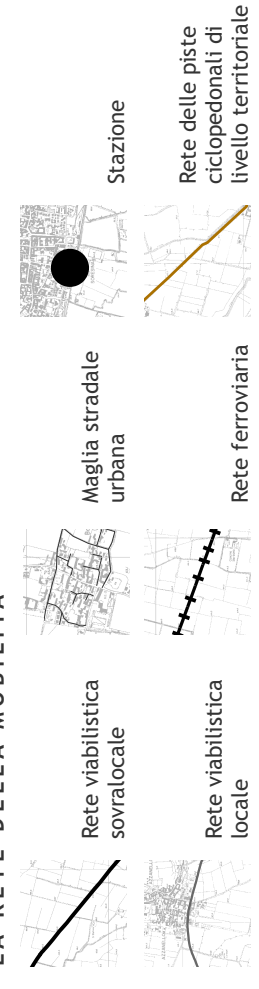 LA RETE DELLA MOBILITÀ
Rete viabilistica
sovralocale
Maglia stradale
urbana
Stazione
Rete viabilistica
locale
Rete ferroviaria
Rete delle piste
ciclopedonali di
livello territoriale